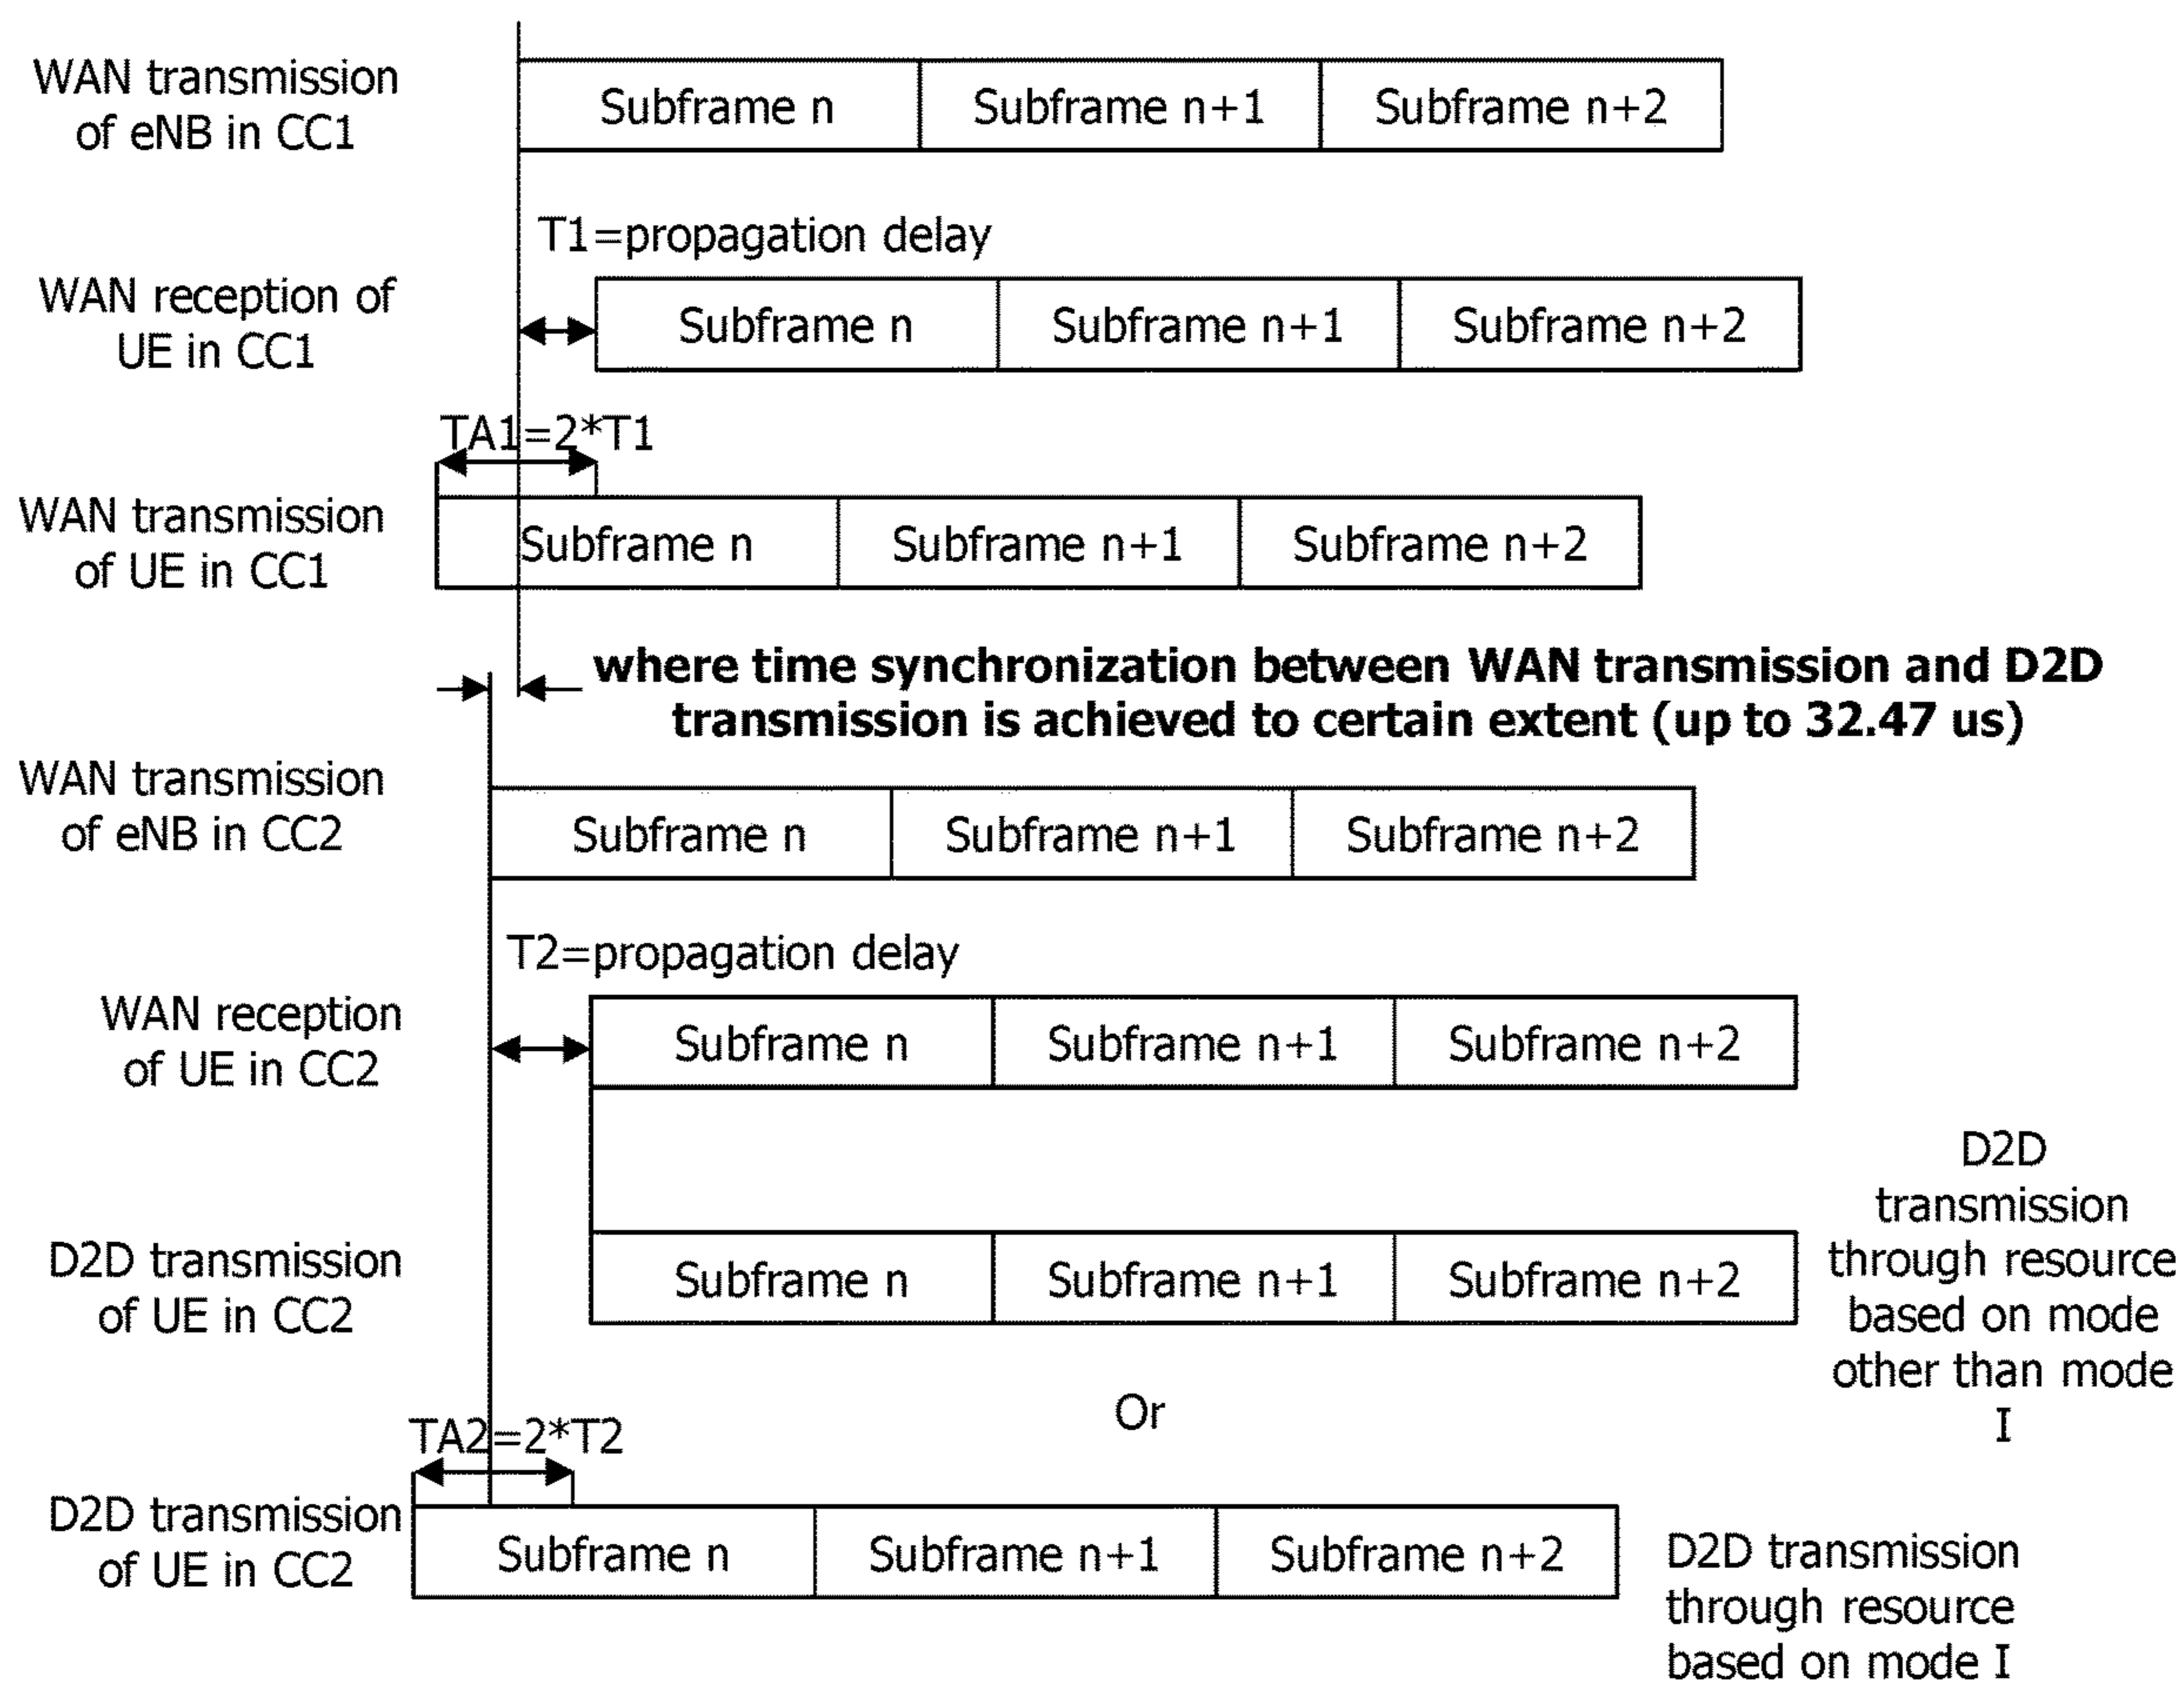 WAN transmission
of eNB in CC1
Subframe n
Subframe n+1
Subframe n+2
T1=propagation delay
WAN reception of
UE in CC1
Subframe n
Subframe n+1
Subframe n+2
TA1=2*T1
WAN transmission
of UE in CC1
Subframe n
Subframe n+1
Subframe n+2
where time synchronization between WAN transmission and D2D
transmission is achieved to certain extent (up to 32.47 us)
WAN transmission
of eNB in CC2
Subframe n
Subframe n+1
Subframe n+2
T2=propagation delay
WAN reception
of UE in CC2
Subframe n
Subframe n+1
Subframe n+2
D2D transmission
of UE in CC2
Subframe n
Subframe n+1
Subframe n+2
D2D
transmission
through resource
based on mode
other than mode
I
Or
TA2=2*T2
D2D transmission
of UE in CC2
Subframe n
Subframe n+1
Subframe n+2
D2D transmission
through resource
based on mode I